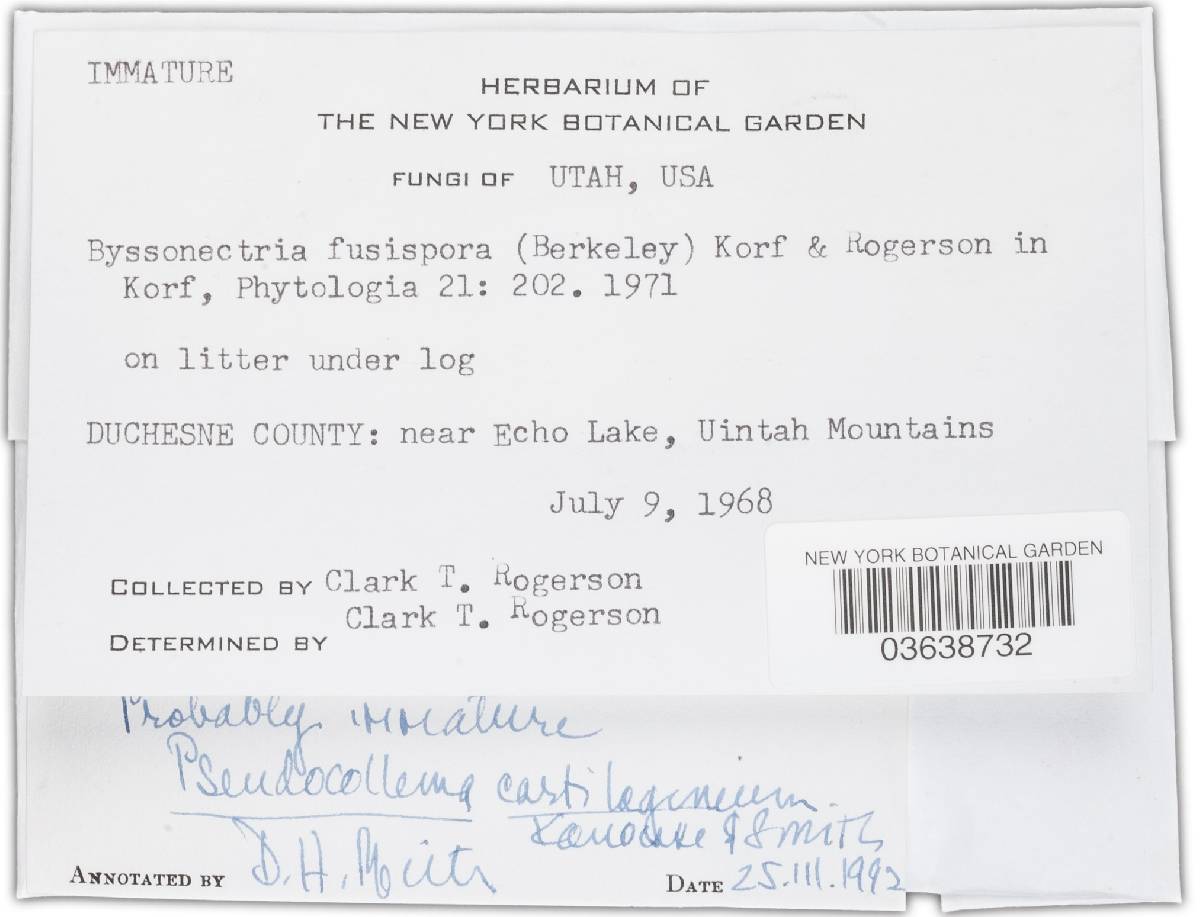 IMMATURE
HERBARIUM OF
THE NEW YORK BOTANICAL GARDEN
FUNGI OF UTAH, USA
Byssonectria fusispora (Berkeley) Korf & Rogerson in
Korf, Phytologia 21: 202. 1971
on litter under log
DUCHESNE COUNTY: near Echo Lake, Uintah Mountains
July 9, 1968
COLLECTED BY Clark T. Rogerson
Clark T. Rogerson
DETERMINED BY
NEW YORK BOTANICAL GARDEN
03638732
Probably immature
Pseudocollema cartilagineum
Kanouse & Smith
ANNOTATED BY D.H.
DATE 25.III.1992